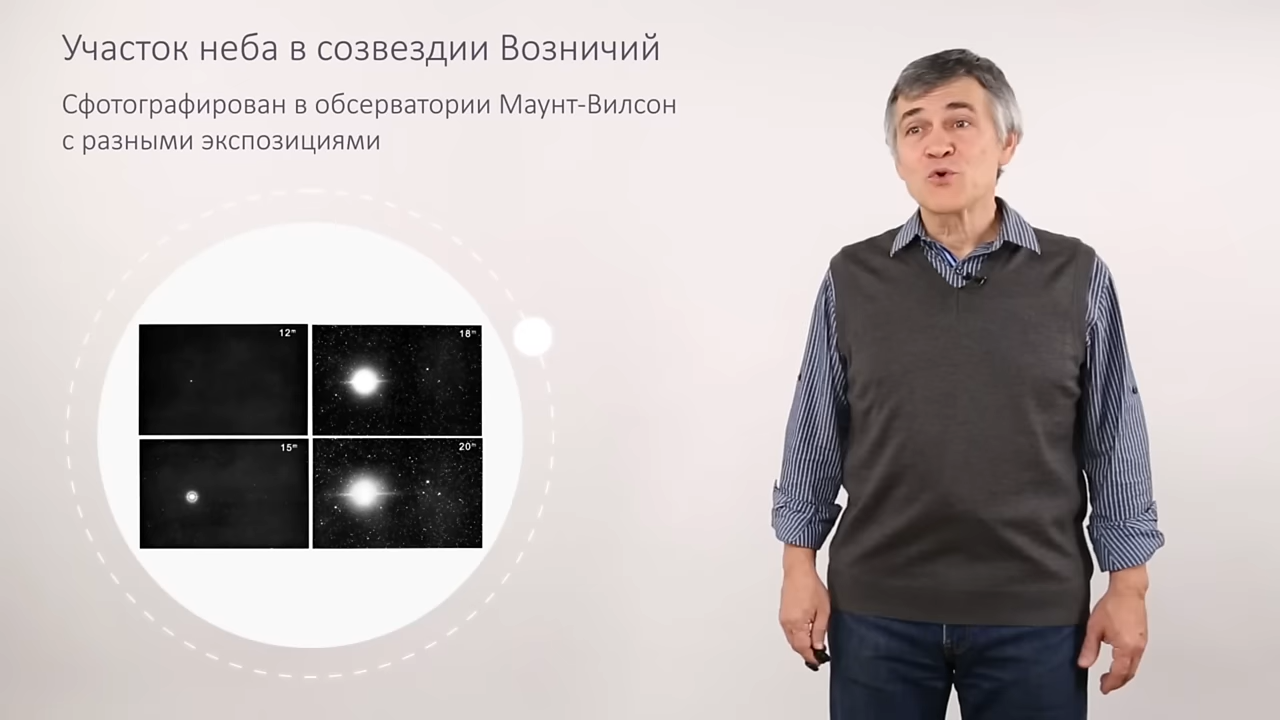 Участок неба в созвездии Возничий
Сфотографирован в обсерватории Маунт-Вилсон
с разными экспозициями
12ᵐ
18ᵐ
15ᵐ
20ᵐ